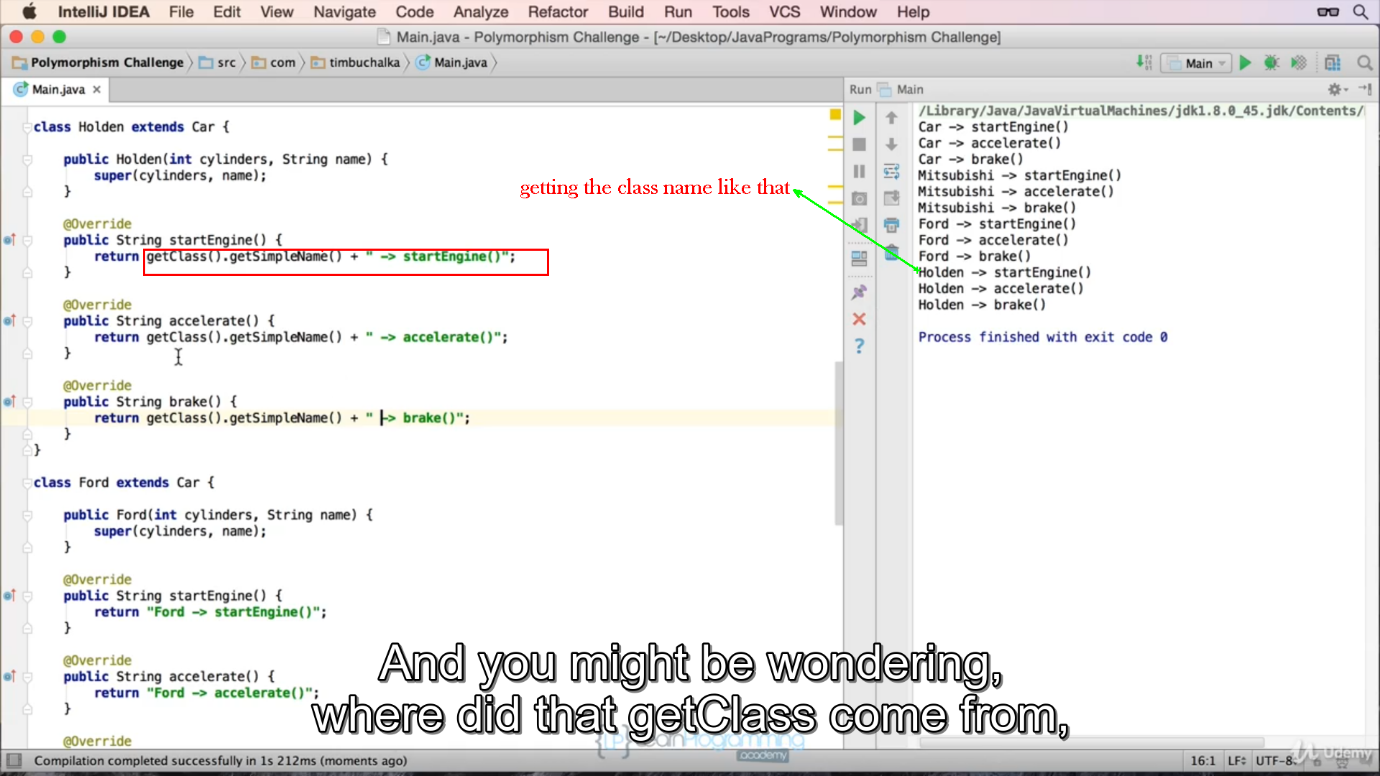 IntelliJ IDEA File Edit View Navigate Code Analyze Refactor Build Run Tools VCS Window Help
Main.java - Polymorphism Challenge - [~/Desktop/JavaPrograms/Polymorphism Challenge]
Polymorphism Challenge src com timbuchalka Main.java
Main
Main.java
class Holden extends Car {
public Holden(int cylinders, String name) {
super(cylinders, name);
}
@Override
public String startEngine() {
return getClass().getSimpleName() + " -> startEngine()";
}
@Override
public String accelerate() {
return getClass().getSimpleName() + " -> accelerate()";
}
@Override
public String brake() {
return getClass().getSimpleName() + " -> brake()";
}
}
class Ford extends Car {
public Ford(int cylinders, String name) {
super(cylinders, name);
}
@Override
public String startEngine() {
return "Ford -> startEngine()";
}
@Override
public String accelerate() {
return "Ford -> accelerate()";
}
@Override
getting the class name like that
Run Main
/Library/Java/JavaVirtualMachines/jdk1.8.0_45.jdk/Contents/
Car -> startEngine()
Car -> accelerate()
Car -> brake()
Mitsubishi -> startEngine()
Mitsubishi -> accelerate()
Mitsubishi -> brake()
Ford -> startEngine()
Ford -> accelerate()
Ford -> brake()
Holden -> startEngine()
Holden -> accelerate()
Holden -> brake()
Process finished with exit code 0
And you might be wondering,
where did that getClass come from,
academy
Udemy
Compilation completed successfully in 1s 212ms (moments ago)
16:1 LF UTF-8